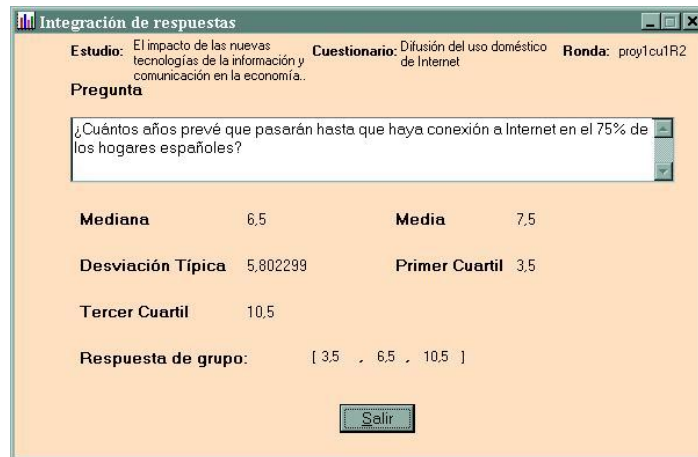 Integración de respuestas
Estudio: El impacto de las nuevas
tecnologías de la información y
comunicación en la economía..
Cuestionario: Difusión del uso doméstico
de Internet
Ronda: proy1cu1R2
Pregunta
¿Cuántos años prevé que pasarán hasta que haya conexión a Internet en el 75% de
los hogares españoles?
Mediana 6,5 Media 7,5
Desviación Típica 5,802299 Primer Cuartil 3,5
Tercer Cuartil 10,5
Respuesta de grupo: [ 3,5 , 6,5 , 10,5 ]
Salir